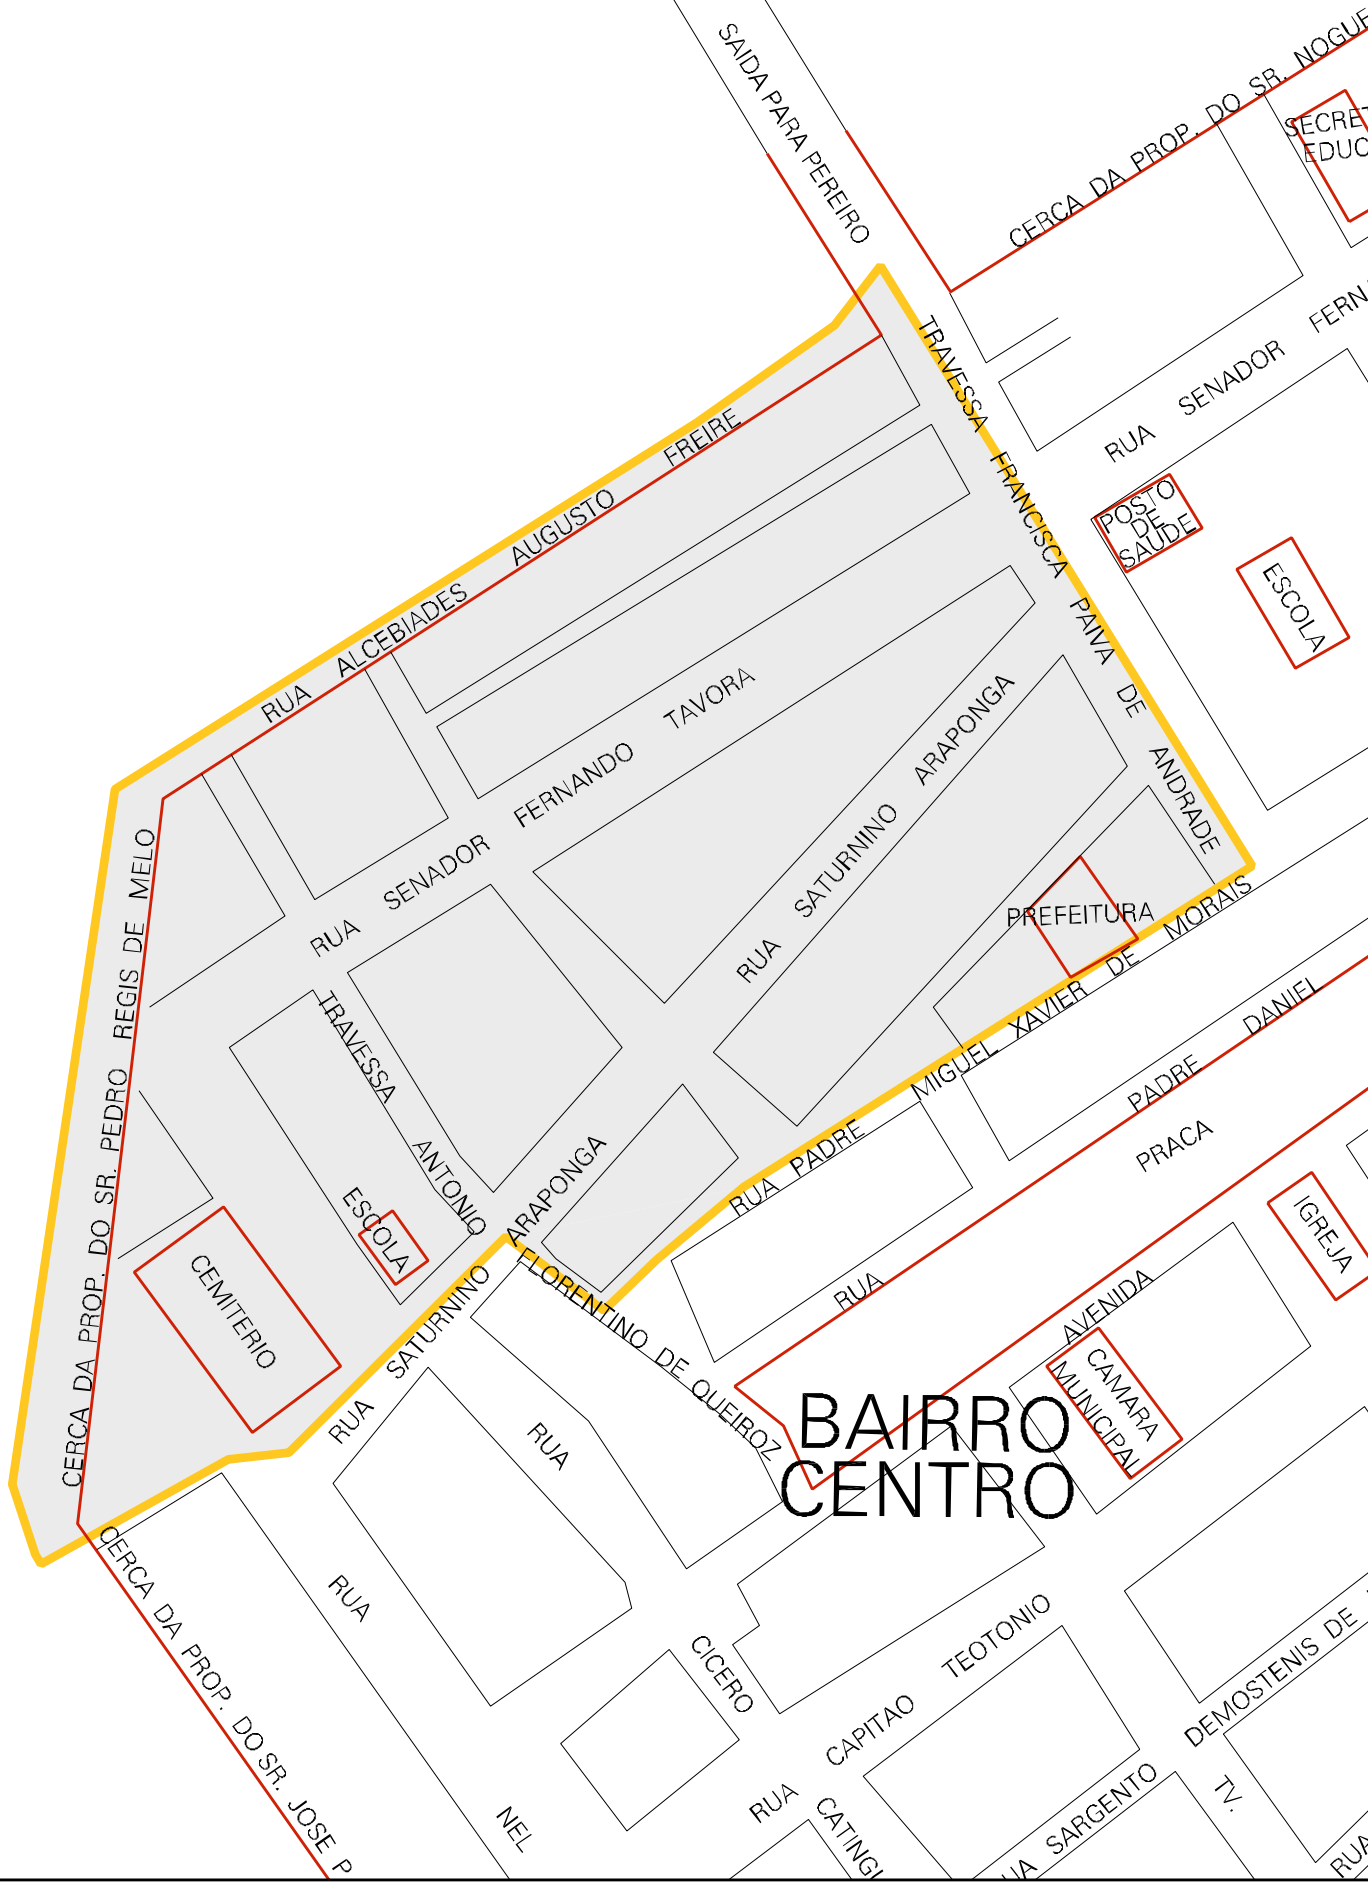 SAIDA PARA PEREIRO
CERCA DA PROP. DO SR.
EDUC
RUA SENADOR
TRAVESSA FRANCISCA PAIVA DE ANDRADE
RUA ALCEBIADES AUGUSTO FREIRE
POSTO
DE
SAUDE
ESCOLA
RUA SENADOR FERNANDO TAVORA
RUA SATURNINO ARAPONGA
CERCA DA PROP. DO SR. PEDRO REGIS DE MELO
PREFEITURA
RUA PADRE MIGUEL XAVIER DE MORAIS
TRAVESSA ANTONIO
ESCOLA
CEMITERIO
RUA SATURNINO ARAPONGA
FLORENTINO DE QUEIROZ
RUA PADRE DANIEL
PRACA
IGREJA
AVENIDA
CAMARA
MUNICIPAL
BAIRRO
CENTRO
RUA
RUA
CICERO
CERCA DA PROP. DO SR. JOSE P
NEL
RUA CAPITAO TEOTONIO
CATINGI
SARGENTO
DEMOSTENIS DE
TV.
RUA